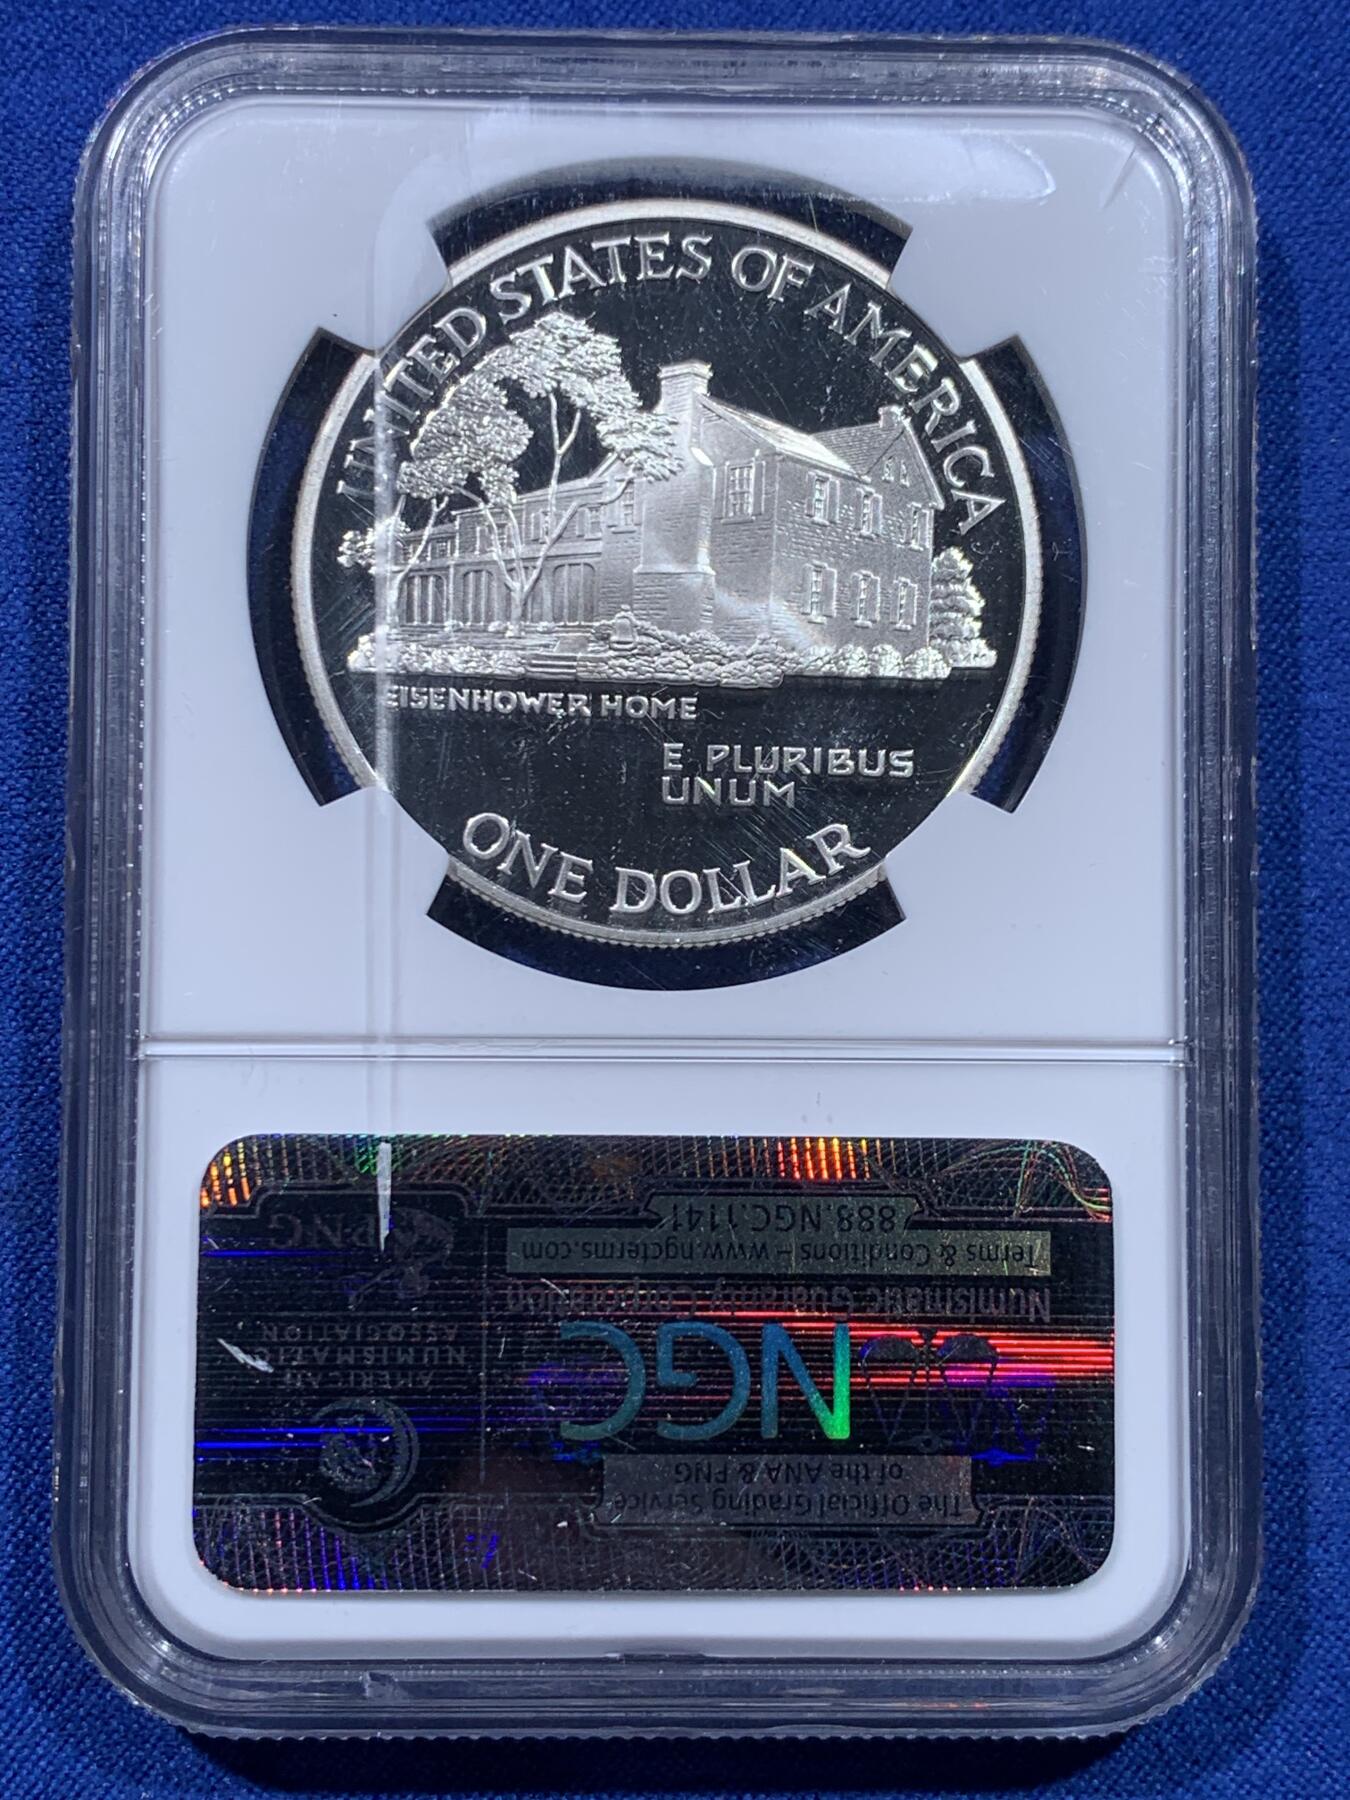 UNITED STATES OF AMERICA
EISENHOWER HOME
E PLURIBUS
UNUM
ONE DOLLAR
The Official Grading Service
of the ANA & PNG
NGC
Numismatic Guaranty Corporation
Terms & Conditions – www.ngcterms.com
888.NGC.1141
AMERICAN
NUMISMATIC
ASSOCIATION
PNG